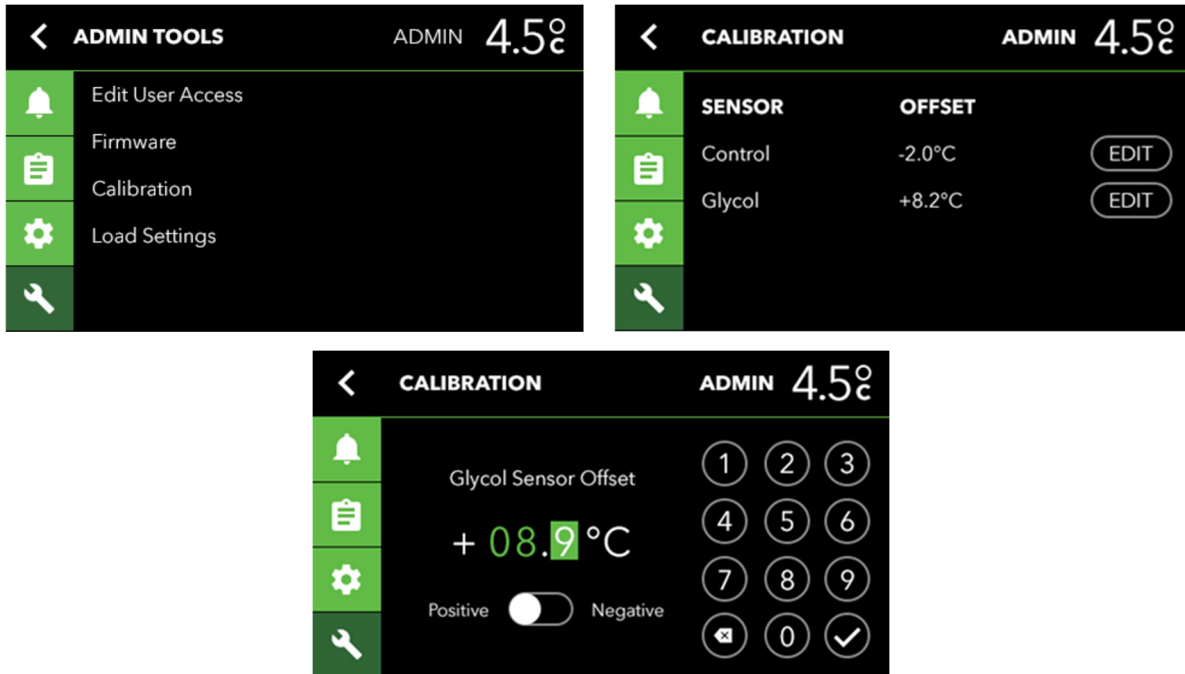 ADMIN TOOLS ADMIN 4.5°C
Edit User Access
Firmware
Calibration
Load Settings
CALIBRATION ADMIN 4.5°C
SENSOR OFFSET
Control -2.0°C EDIT
Glycol +8.2°C EDIT
CALIBRATION ADMIN 4.5°C
Glycol Sensor Offset
+ 08.9 °C
Positive Negative
1 2 3
4 5 6
7 8 9
0